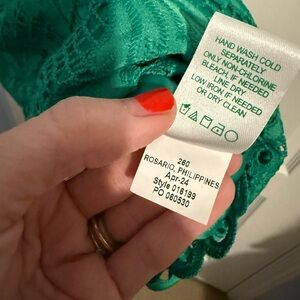 HAND WASH COLD
SEPARATELY
ONLY NON-CHLORINE
BLEACH, IF NEEDED
LINE DRY
LOW IRON IF NEEDED
OR DRY CLEAN
260
ROSARIO, PHILIPPINES
Apr-24
Style 016199
PO 060530